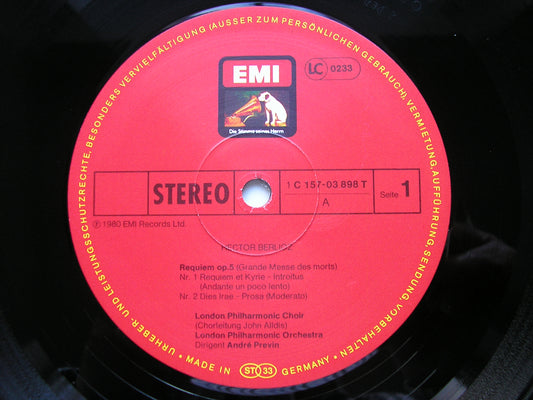 URHEBER- UND LEISTUNGSSCHUTZRECHTE, BESONDERS VERVIELFÄLTIGUNG (AUSSER ZUM PERSÖNLICHEN GEBRAUCH), VERMIETUNG, AUFFÜHRUNG, SENDUNG, VORBEHALTEN
EMI
LC 0233
Die Stimme seines Herrn
STEREO
1 C 157-03 898 T
A
Seite 1
℗ 1980 EMI Records Ltd.
HECTOR BERLIOZ
Requiem op.5 (Grande Messe des morts)
Nr. 1 Requiem et Kyrie - Introitus
(Andante un poco lento)
Nr. 2 Dies Irae - Prosa (Moderato)
London Philharmonic Choir
(Chorleitung John Alldis)
London Philharmonic Orchestra
Dirigent André Previn
MADE IN ST 33 GERMANY